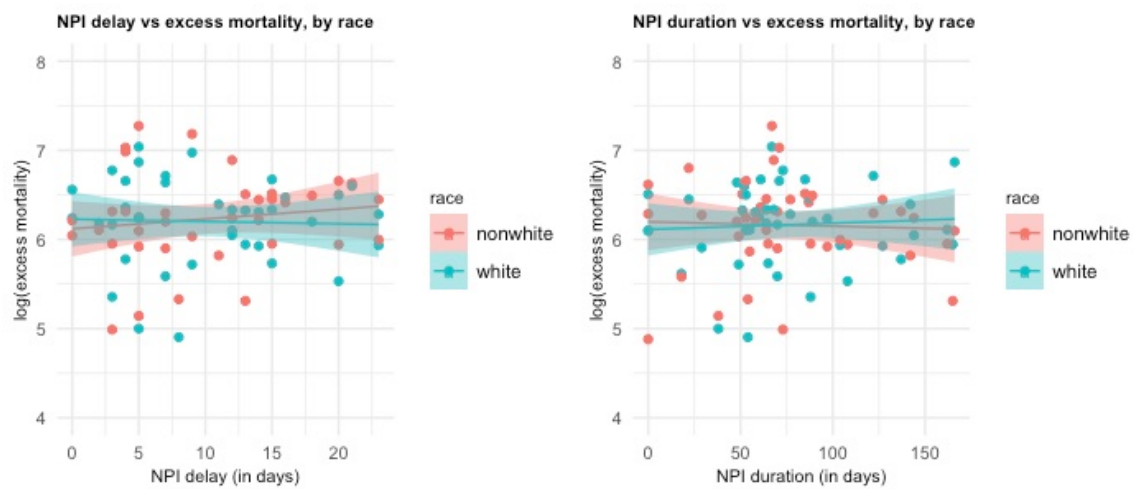 NPI delay vs excess mortality, by race
8
7
6
5
4
log(excess mortality)
0 5 10 15 20
NPI delay (in days)
race
nonwhite
white
NPI duration vs excess mortality, by race
8
7
6
5
4
log(excess mortality)
0 50 100 150
NPI duration (in days)
race
nonwhite
white